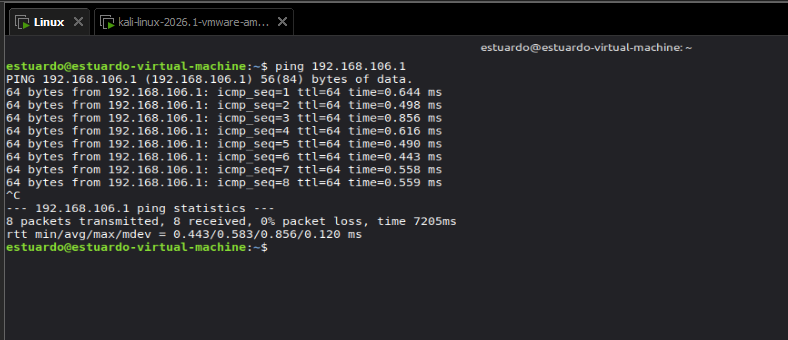 Linux
kali-linux-2026.1-vmware-am...
estuardo@estuardo-virtual-machine: ~
estuardo@estuardo-virtual-machine:~$ ping 192.168.106.1
PING 192.168.106.1 (192.168.106.1) 56(84) bytes of data.
64 bytes from 192.168.106.1: icmp_seq=1 ttl=64 time=0.644 ms
64 bytes from 192.168.106.1: icmp_seq=2 ttl=64 time=0.498 ms
64 bytes from 192.168.106.1: icmp_seq=3 ttl=64 time=0.856 ms
64 bytes from 192.168.106.1: icmp_seq=4 ttl=64 time=0.616 ms
64 bytes from 192.168.106.1: icmp_seq=5 ttl=64 time=0.490 ms
64 bytes from 192.168.106.1: icmp_seq=6 ttl=64 time=0.443 ms
64 bytes from 192.168.106.1: icmp_seq=7 ttl=64 time=0.558 ms
64 bytes from 192.168.106.1: icmp_seq=8 ttl=64 time=0.559 ms
^C
--- 192.168.106.1 ping statistics ---
8 packets transmitted, 8 received, 0% packet loss, time 7205ms
rtt min/avg/max/mdev = 0.443/0.583/0.856/0.120 ms
estuardo@estuardo-virtual-machine:~$